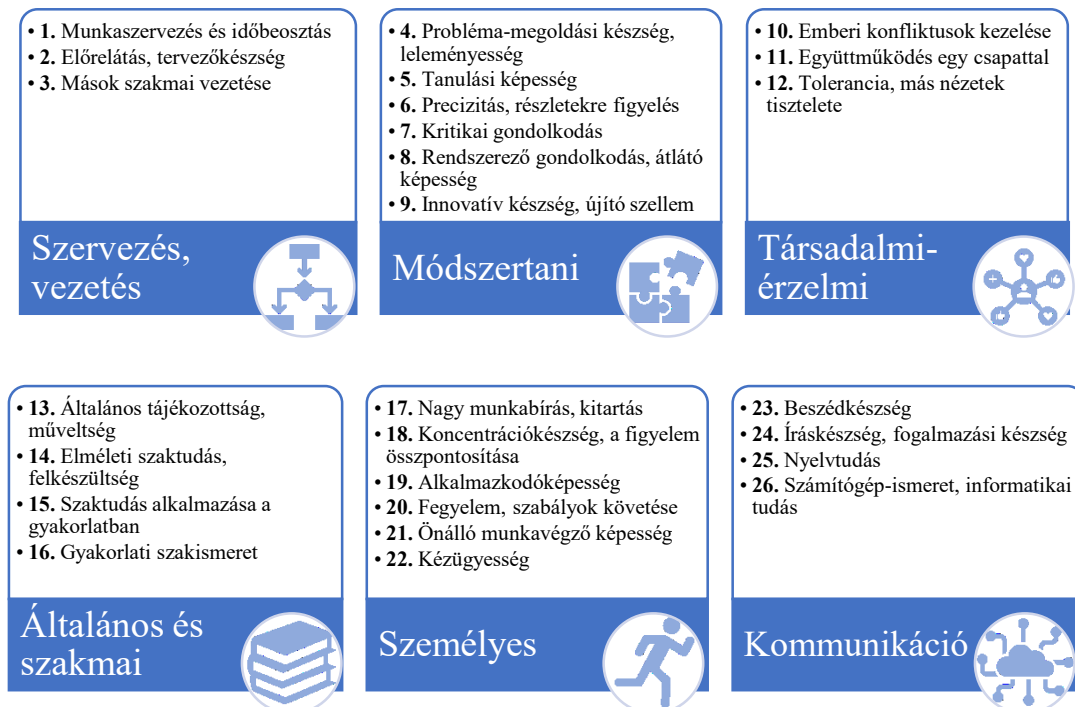 • 1. Munkaszervezés és időbeosztás
• 2. Előrelátás, tervezőkészség
• 3. Mások szakmai vezetése
Szervezés,
vezetés
• 4. Probléma-megoldási készség,
leleményesség
• 5. Tanulási képesség
• 6. Precizitás, részletekre figyelés
• 7. Kritikai gondolkodás
• 8. Rendszerező gondolkodás, átlátó
képesség
• 9. Innovatív készség, újító szellem
Módszertani
• 10. Emberi konfliktusok kezelése
• 11. Együttműködés egy csapattal
• 12. Tolerancia, más nézetek
tisztelete
Társadalmi-
érzelmi
• 13. Általános tájékozottság,
műveltség
• 14. Elméleti szaktudás,
felkészültség
• 15. Szaktudás alkalmazása a
gyakorlatban
• 16. Gyakorlati szakismeret
Általános és
szakmai
• 17. Nagy munkabírás, kitartás
• 18. Koncentrációkészség, a figyelem
összpontosítása
• 19. Alkalmazkodóképesség
• 20. Fegyelem, szabályok követése
• 21. Önálló munkavégző képesség
• 22. Kézügyesség
Személyes
• 23. Beszédkészség
• 24. Íráskészség, fogalmazási készség
• 25. Nyelvtudás
• 26. Számítógép-ismeret, informatikai
tudás
Kommunikáció